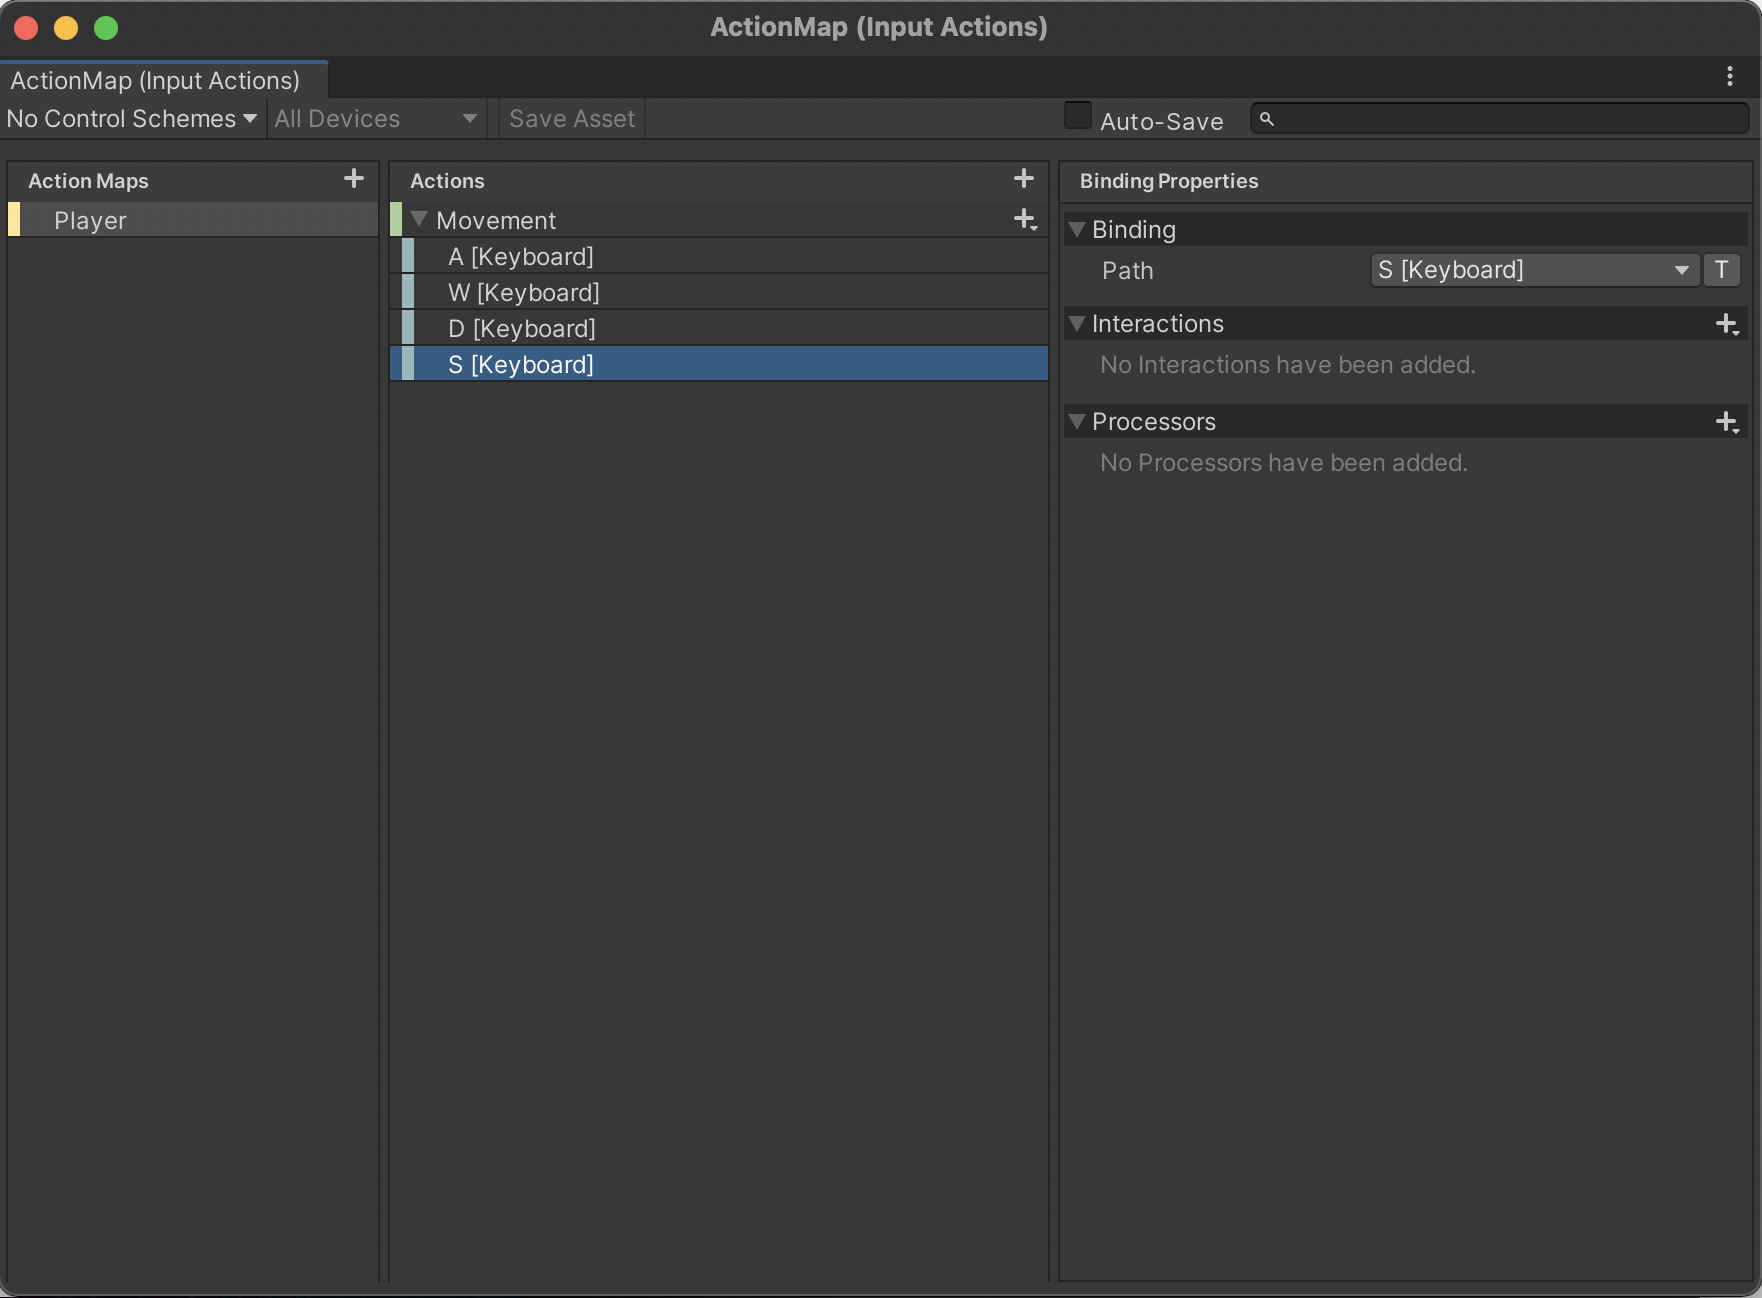 ActionMap (Input Actions)
ActionMap (Input Actions)
No Control Schemes All Devices Save Asset Auto-Save
Action Maps
Player
Actions
Movement
A [Keyboard]
W [Keyboard]
D [Keyboard]
S [Keyboard]
Binding Properties
Binding
Path S [Keyboard] T
Interactions
No Interactions have been added.
Processors
No Processors have been added.